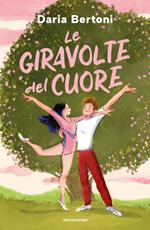 Daria Bertoni
Le
GIRAVOLTE
del CUORE
MONDADORI